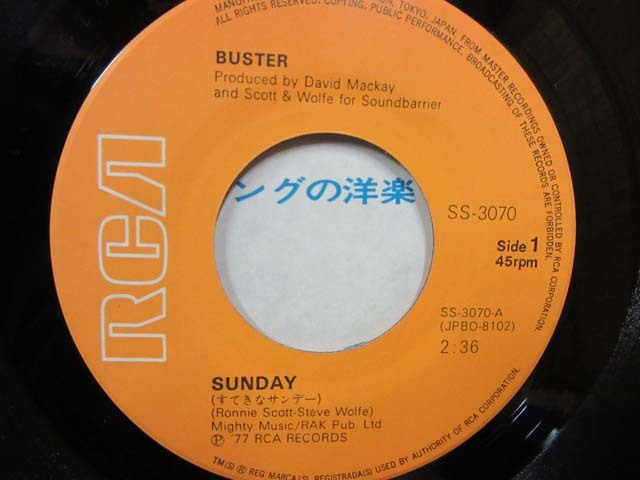 TOKYO, JAPAN. FROM MASTER RECORDINGS OWNED OR CONTROLLED BY RCA CORPORATION.
ALL RIGHTS RESERVED. COPYING, PUBLIC PERFORMANCE, BROADCASTING OF THESE RECORDS ARE FORBIDDEN.
BUSTER
Produced by David Mackay
and Scott & Wolfe for Soundbarrier
RCA
ングの洋楽
SS-3070
Side 1
45rpm
SS-3070-A
(JPBO-8102)
2:36
SUNDAY
(すてきなサンデー)
(Ronnie Scott-Steve Wolfe)
Mighty Music/RAK Pub. Ltd
Ⓟ '77 RCA RECORDS
TM(S) ® REG MARCA(S) REGISTRADA(S) USED BY AUTHORITY OF RCA CORPORATION.